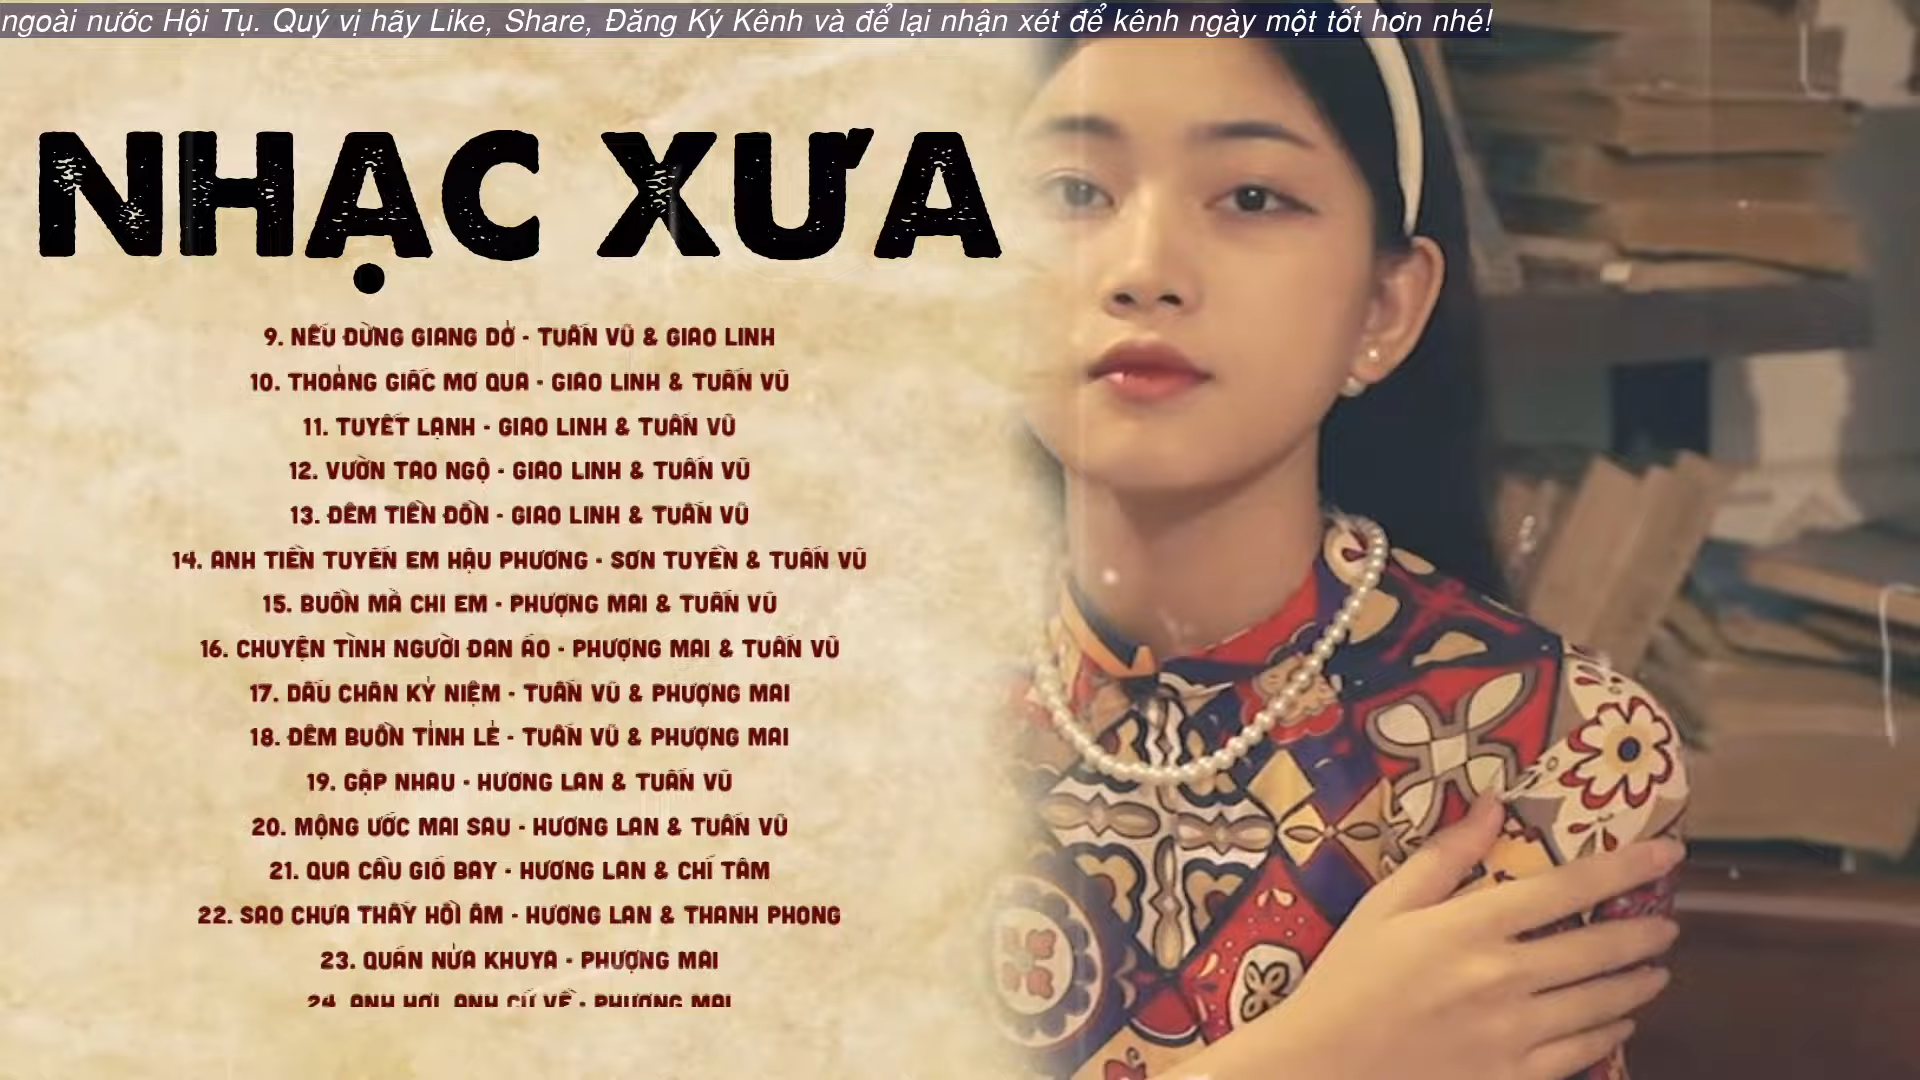 ngoài nước Hội Tụ. Quý vị hãy Like, Share, Đăng Ký Kênh và để lại nhận xét để kênh ngày một tốt hơn nhé!
NHẠC XƯA
9. NẾU ĐỪNG GIANG DỞ - TUẤN VŨ & GIAO LINH
10. THOÁNG GIẤC MƠ QUA - GIAO LINH & TUẤN VŨ
11. TUYẾT LẠNH - GIAO LINH & TUẤN VŨ
12. VƯỜN TAO NGỘ - GIAO LINH & TUẤN VŨ
13. ĐÊM TIỀN ĐỒN - GIAO LINH & TUẤN VŨ
14. ANH TIỀN TUYẾN EM HẬU PHƯƠNG - SƠN TUYỀN & TUẤN VŨ
15. BUỒN MÀ CHI EM - PHƯỢNG MAI & TUẤN VŨ
16. CHUYỆN TÌNH NGƯỜI ĐAN ÁO - PHƯỢNG MAI & TUẤN VŨ
17. DẤU CHÂN KỶ NIỆM - TUẤN VŨ & PHƯỢNG MAI
18. ĐÊM BUỒN TỈNH LẺ - TUẤN VŨ & PHƯỢNG MAI
19. GẶP NHAU - HƯƠNG LAN & TUẤN VŨ
20. MỘNG ƯỚC MAI SAU - HƯƠNG LAN & TUẤN VŨ
21. QUA CẦU GIÓ BAY - HƯƠNG LAN & CHÍ TÂM
22. SAO CHƯA THẤY HỒI ÂM - HƯƠNG LAN & THANH PHONG
23. QUÁN NỬA KHUYA - PHƯỢNG MAI
24. ANH HƠI, ANH CỨ VỀ - PHƯỢNG MAI